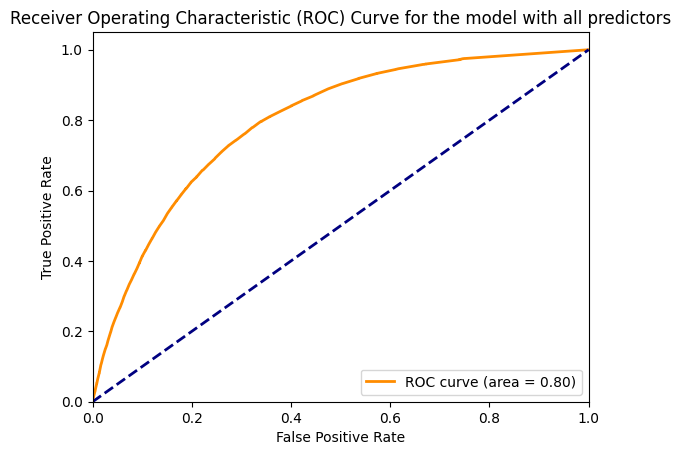 Receiver Operating Characteristic (ROC) Curve for the model with all predictors
True Positive Rate
1.0
0.8
0.6
0.4
0.2
0.0
ROC curve (area = 0.80)
0.0 0.2 0.4 0.6 0.8 1.0
False Positive Rate